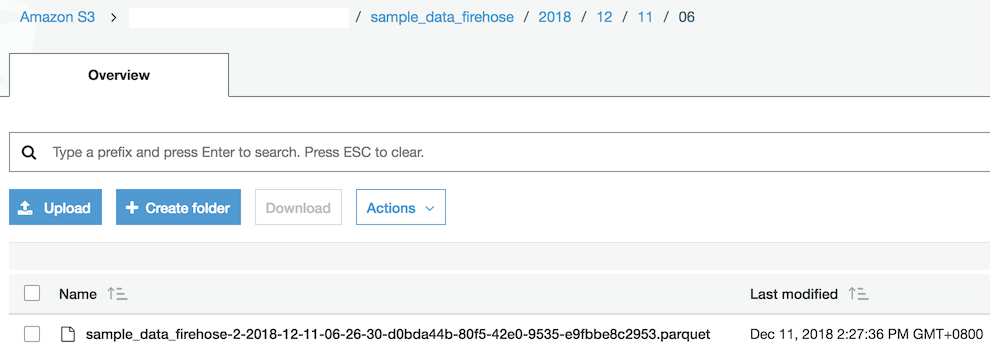 Amazon S3 > / sample_data_firehose / 2018 / 12 / 11 / 06
Overview
Type a prefix and press Enter to search. Press ESC to clear.
Upload + Create folder Download Actions
Name Last modified
sample_data_firehose-2-2018-12-11-06-26-30-d0bda44b-80f5-42e0-9535-e9fbbe8c2953.parquet Dec 11, 2018 2:27:36 PM GMT+0800